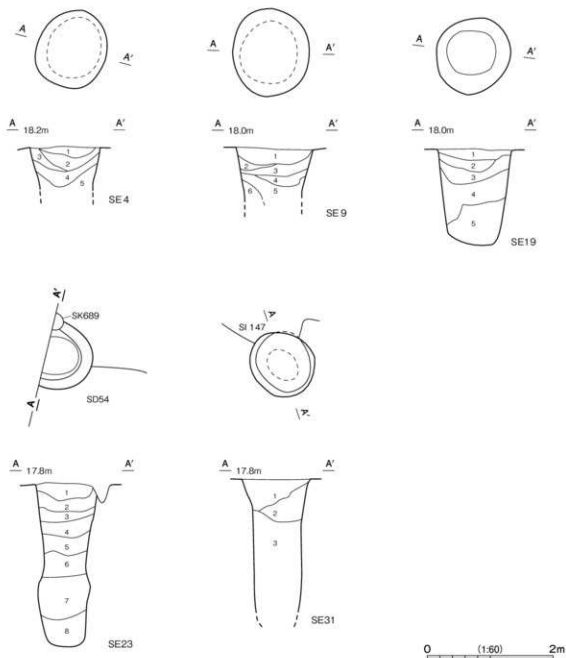 A A'
A A'
A A'
A 18.2m A'
1
3
2
4 5
SE4
A 18.0m A'
1
2 3
4
6 5
SE9
A 18.0m A'
1
2
3
4
5
SE19
A'
SK689
A
SD54
SI 147
A
A'
A 17.8m A'
1
2
3
4
5
6
7
8
SE23
A 17.8m A'
1
2
3
SE31
0 (1:60) 2m